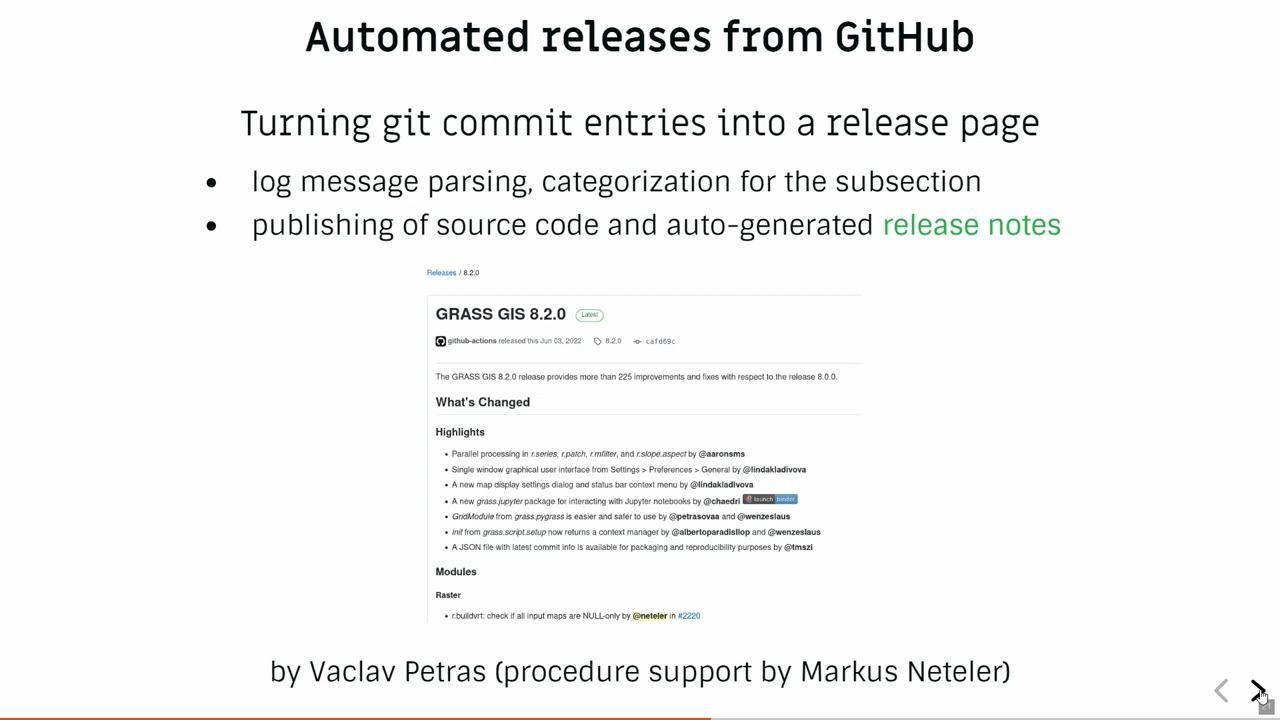 Automated releases from GitHub
Turning git commit entries into a release page
• log message parsing, categorization for the subsection
• publishing of source code and auto-generated release notes
Releases / 8.2.0
GRASS GIS 8.2.0 Latest
github-actions released this Jun 03, 2022 8.2.0 cafd69c
The GRASS GIS 8.2.0 release provides more than 225 improvements and fixes with respect to the release 8.0.0.
What's Changed
Highlights
• Parallel processing in r.series, r.patch, r.mfilter, and r.slope.aspect by @aaronsms
• Single window graphical user interface from Settings > Preferences > General by @lindakladivova
• A new map display settings dialog and status bar context menu by @lindakladivova
• A new grass.jupyter package for interacting with Jupyter notebooks by @chaedri launch binder
• GridModule from grass.pygrass is easier and safer to use by @petrasovaa and @wenzeslaus
• init from grass.script.setup now returns a context manager by @albertoparadisllop and @wenzeslaus
• A JSON file with latest commit info is available for packaging and reproducibility purposes by @tmszi
Modules
Raster
• r.buildvrt: check if all input maps are NULL-only by @neteler in #2220
by Vaclav Petras (procedure support by Markus Neteler)